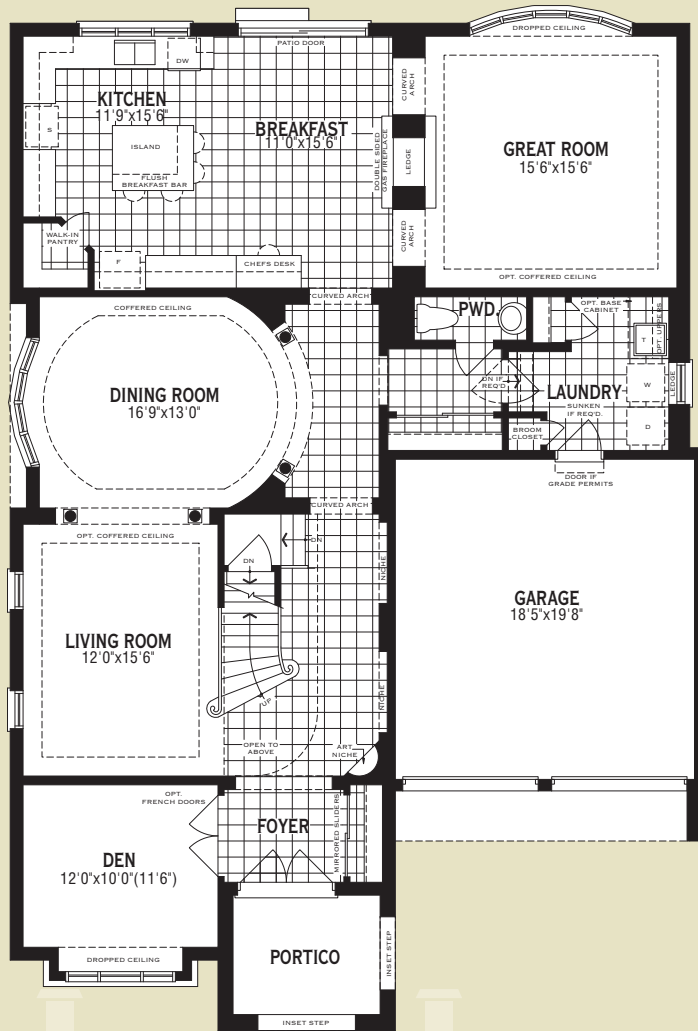 DROPPED CEILING
PATIO DOOR
DW
KITCHEN
11'9"x15'6"
S
ISLAND
FLUSH
BREAKFAST BAR
BREAKFAST
11'0"x15'6"
CURVED
ARCH
DOUBLE SIDED
GAS FIREPLACE
LEDGE
CURVED
ARCH
GREAT ROOM
15'6"x15'6"
OPT. COFFERED CEILING
WALK-IN
PANTRY
F
CHEFS DESK
CURVED ARCH
COFFERED CEILING
DINING ROOM
16'9"x13'0"
PWD.
OPT. BASE
CABINET
OPT. UPPERS
T
DN IF
REQ'D.
LAUNDRY
SUNKEN
IF REQ'D.
W
LEDGE
D
BROOM
CLOSET
DOOR IF
GRADE PERMITS
CURVED ARCH
OPT. COFFERED CEILING
DN
DN
NICHE
LIVING ROOM
12'0"x15'6"
UP
NICHE
GARAGE
18'5"x19'8"
OPEN TO
ABOVE
ART
NICHE
OPT.
FRENCH DOORS
FOYER
MIRRORED SLIDERS
DEN
12'0"x10'0"(11'6")
DROPPED CEILING
PORTICO
INSET STEP
INSET STEP